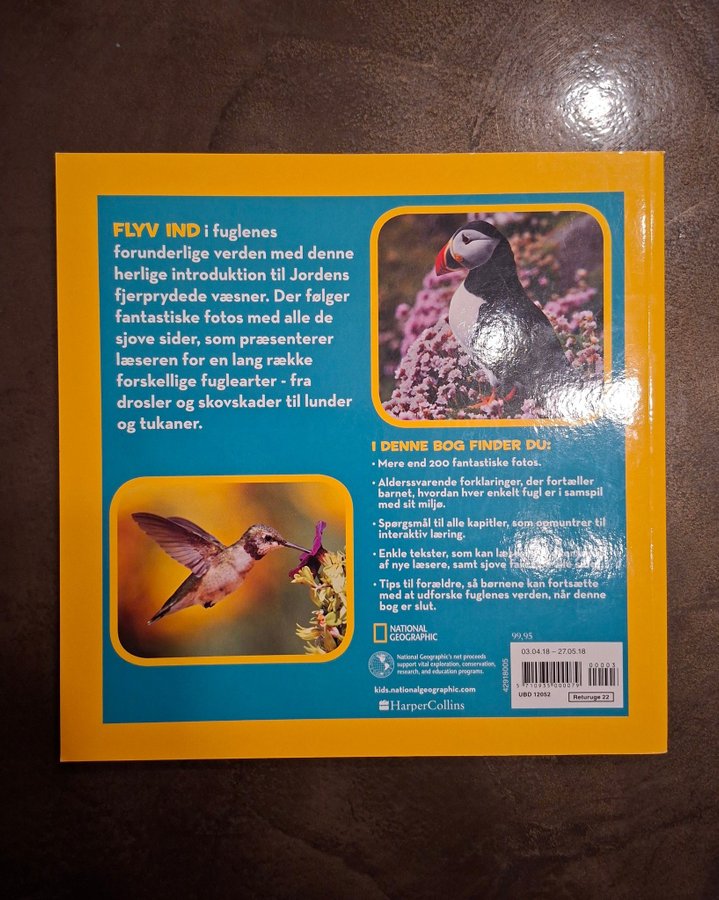 FLYV IND i fuglenes
forunderlige verden med denne
herlige introduktion til Jordens
fjerprydede væsner. Der følger
fantastiske fotos med alle de
sjove sider, som præsenterer
læseren for en lang række
forskellige fuglearter - fra
drosler og skovskader til lunder
og tukaner.
I DENNE BOG FINDER DU:
• Mere end 200 fantastiske fotos.
• Alderssvarende forklaringer, der fortæller
barnet, hvordan hver enkelt fugl er i samspil
med sit miljø.
• Spørgsmål til alle kapitler, som opmuntrer til
interaktiv læring.
• Enkle tekster, som kan
af nye læsere, samt sjove
• Tips til forældre, så børnene kan fortsætte
med at udforske fuglenes verden, når denne
bog er slut.
NATIONAL
GEOGRAPHIC
National Geographic's net proceeds
support vital exploration, conservation,
research, and education programs.
kids.nationalgeographic.com
HarperCollins
99,95
42918005
03.04.18 – 27.05.18
00003
5 710935 000079
UBD 12052
Returuge 22